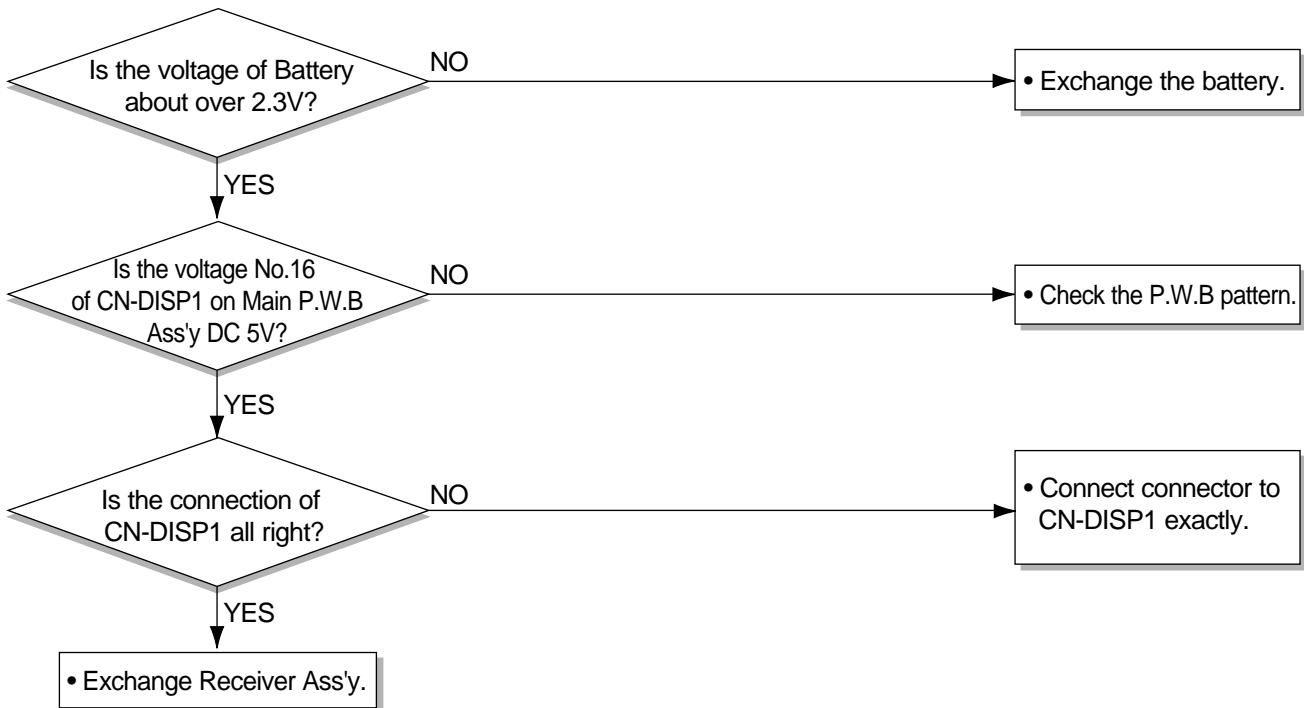 Is the voltage of Battery
about over 2.3V?
NO
• Exchange the battery.
YES
Is the voltage No.16
of CN-DISP1 on Main P.W.B
Ass'y DC 5V?
NO
• Check the P.W.B pattern.
YES
Is the connection of
CN-DISP1 all right?
NO
• Connect connector to
CN-DISP1 exactly.
YES
• Exchange Receiver Ass'y.